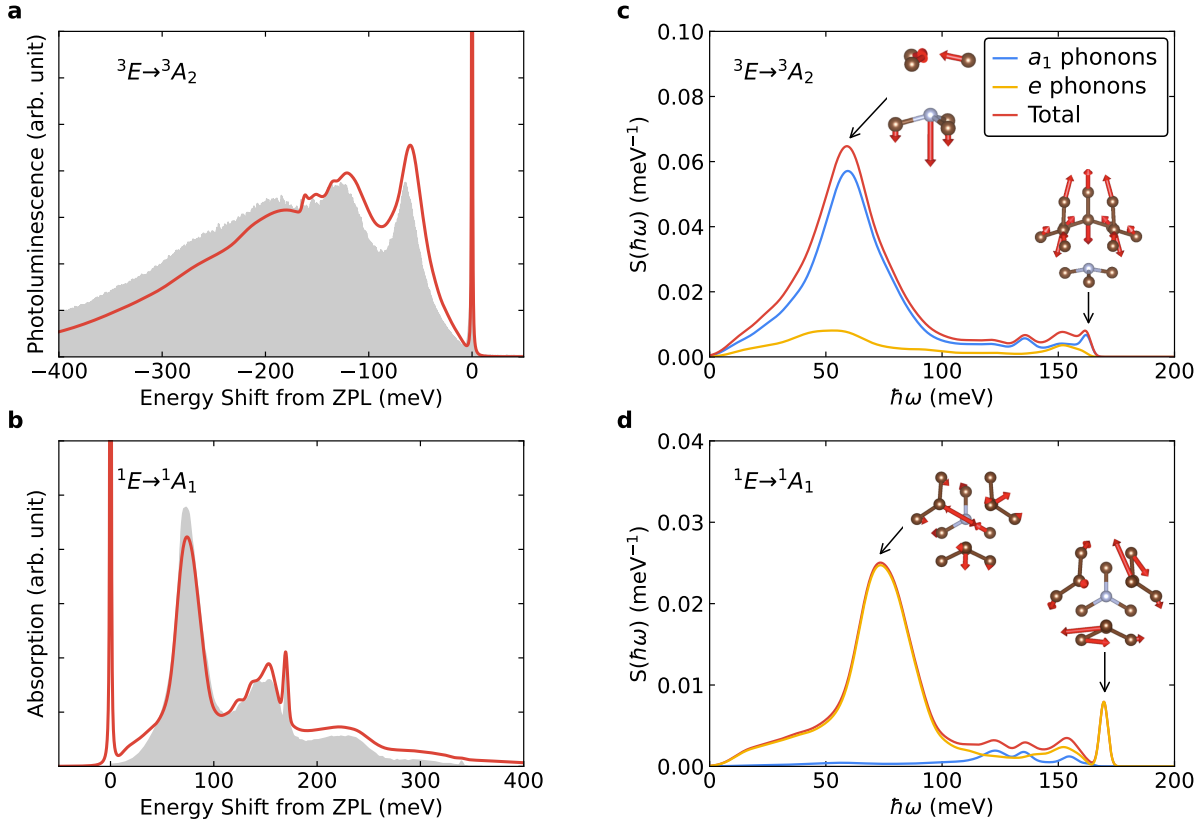 a
³E→³A₂
Photoluminescence (arb. unit)
−400
−300
−200
−100
0
Energy Shift from ZPL (meV)
b
¹E→¹A₁
Absorption (arb. unit)
0
100
200
300
400
Energy Shift from ZPL (meV)
c
³E→³A₂
a₁ phonons
e phonons
Total
S(ħω) (meV⁻¹)
0.10
0.08
0.06
0.04
0.02
0.00
0
50
100
150
200
ħω (meV)
d
¹E→¹A₁
S(ħω) (meV⁻¹)
0.04
0.03
0.02
0.01
0.00
0
50
100
150
200
ħω (meV)